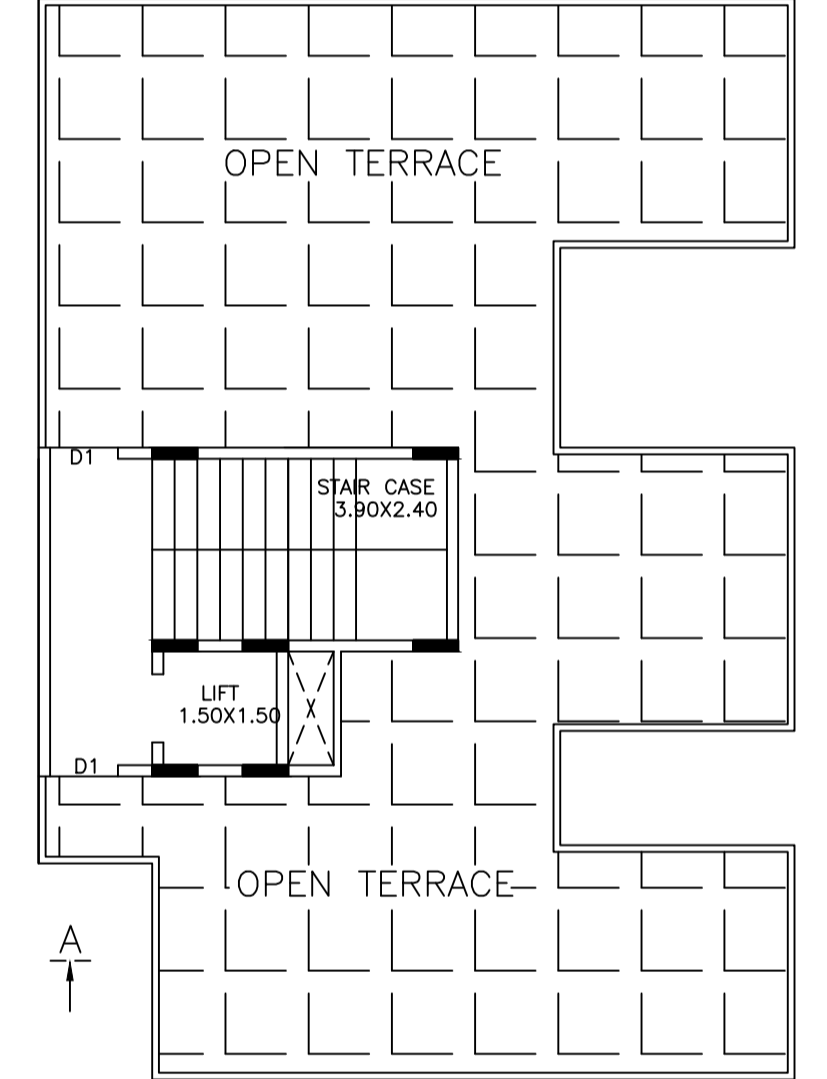 OPEN TERRACE
D1
STAIR CASE
3.90X2.40
LIFT
1.50X1.50
X
D1
OPEN TERRACE
A